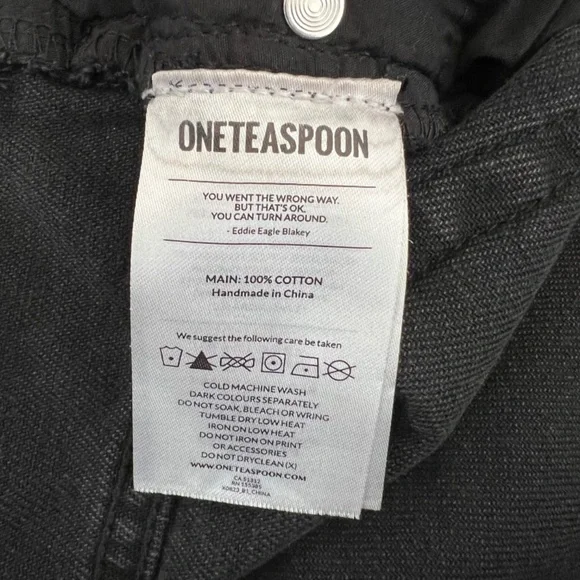 ONETEASPOON
YOU WENT THE WRONG WAY.
BUT THAT'S OK.
YOU CAN TURN AROUND.
- Eddie Eagle Blakey
MAIN: 100% COTTON
Handmade in China
We suggest the following care be taken
COLD MACHINE WASH
DARK COLOURS SEPARATELY
DO NOT SOAK, BLEACH OR WRING
TUMBLE DRY LOW HEAT
IRON ON LOW HEAT
DO NOT IRON ON PRINT
OR ACCESSORIES
DO NOT DRYCLEAN (X)
WWW.ONETEASPOON.COM